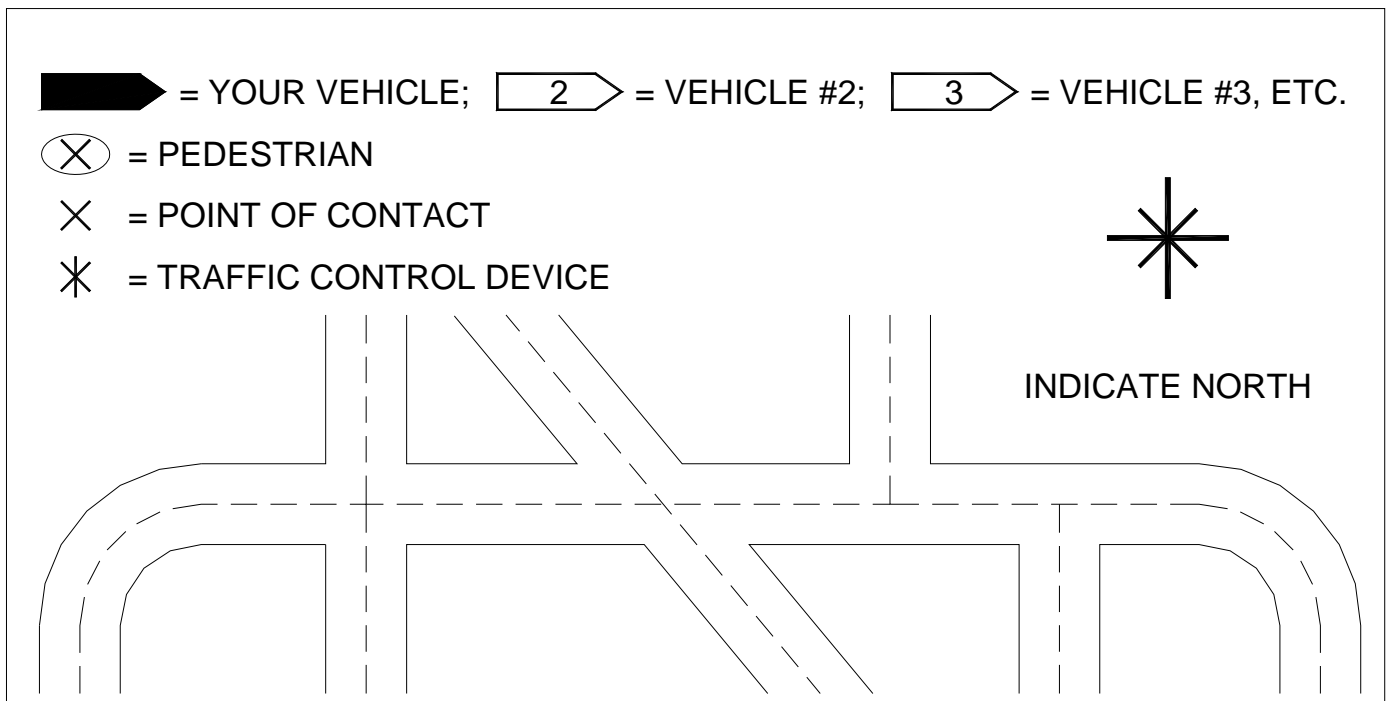 = YOUR VEHICLE; 2 = VEHICLE #2; 3 = VEHICLE #3, ETC.
= PEDESTRIAN
= POINT OF CONTACT
= TRAFFIC CONTROL DEVICE
INDICATE NORTH